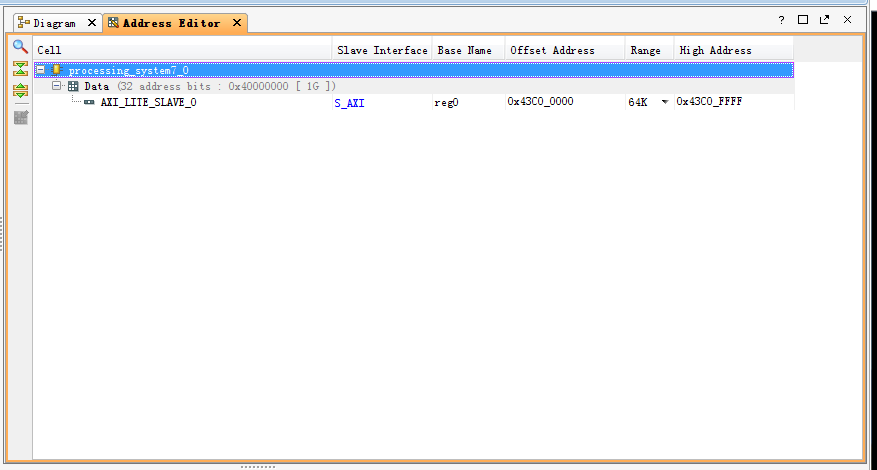 Diagram Address Editor
Cell Slave Interface Base Name Offset Address Range High Address
processing_system7_0
Data (32 address bits : 0x40000000 [ 1G ])
AXI_LITE_SLAVE_0 S_AXI reg0 0x43C0_0000 64K 0x43C0_FFFF